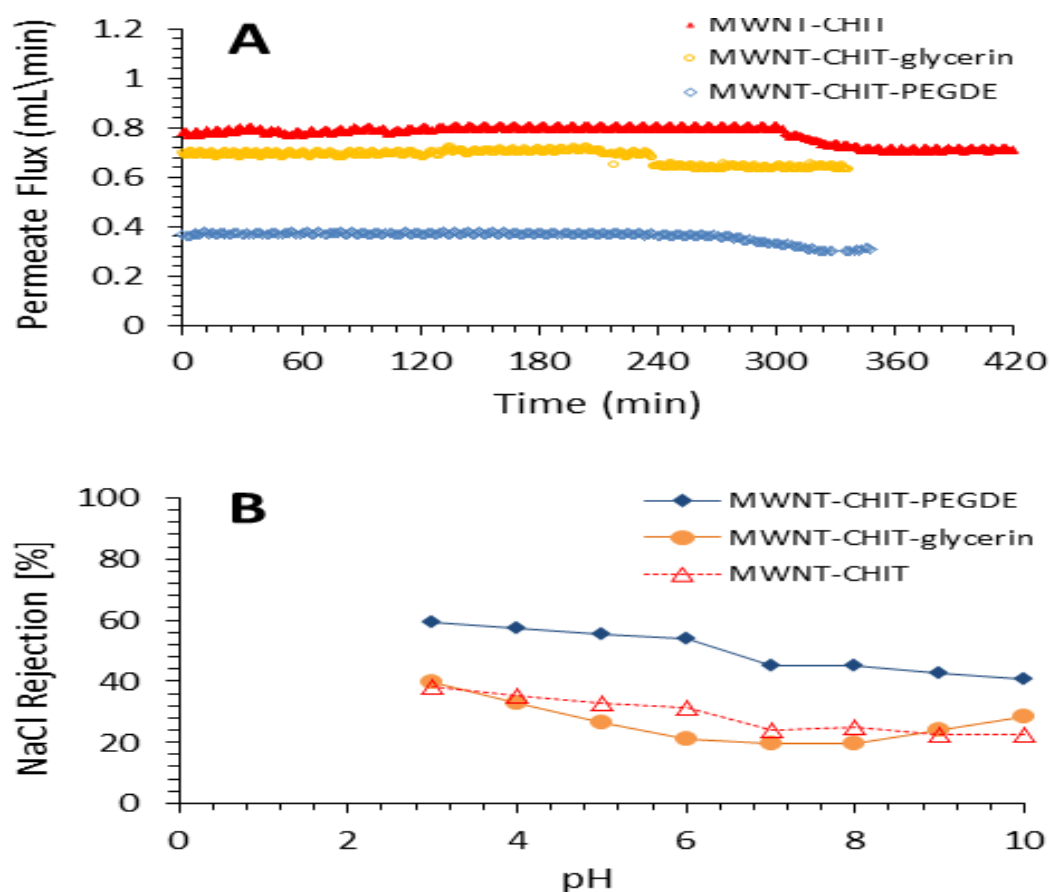 A
MWNT-CHIT
MWNT-CHIT-glycerin
MWNT-CHIT-PEGDE
Permeate Flux (mL\min)
1.2
1
0.8
0.6
0.4
0.2
0
0 60 120 180 240 300 360 420
Time (min)
B
MWNT-CHIT-PEGDE
MWNT-CHIT-glycerin
MWNT-CHIT
NaCl Rejection [%]
100
80
60
40
20
0
0 2 4 6 8 10
pH